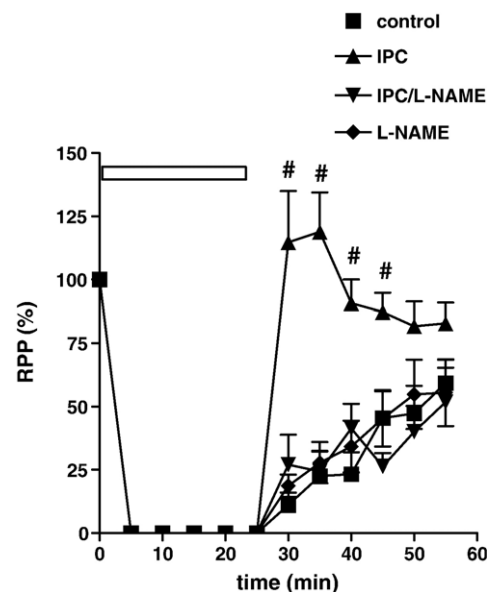 control
IPC
IPC/L-NAME
L-NAME
150
125
100
75
50
25
0
RPP (%)
# # # #
0 10 20 30 40 50 60
time (min)